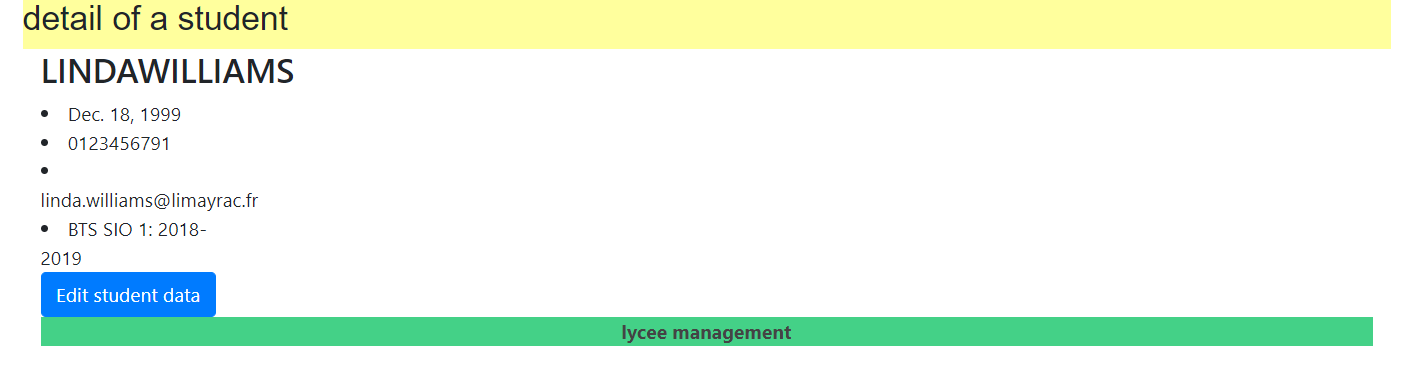 detail of a student
LINDAWILLIAMS
Dec. 18, 1999
0123456791
linda.williams@limayrac.fr
BTS SIO 1: 2018-
2019
Edit student data
lycee management